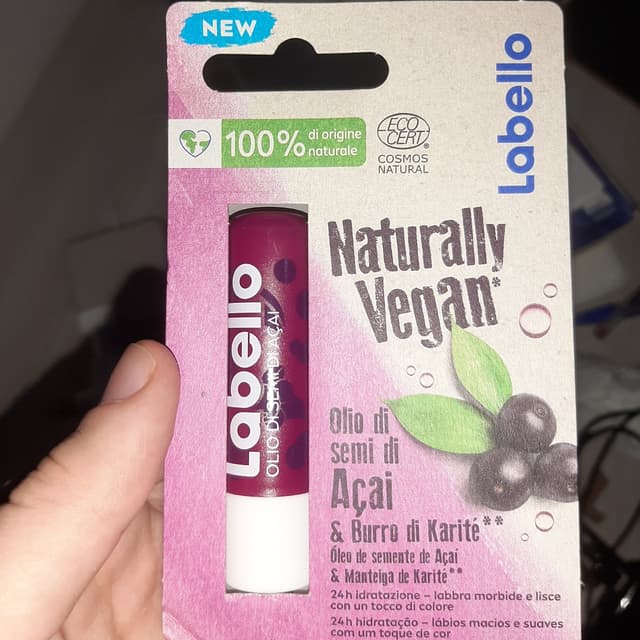 NEW
100% di origine
naturale
ECO
CERT
COSMOS
NATURAL
Labello
Naturally
Vegan*
Labello
OLIO DI SEMI DI AÇAI
Olio di
semi di
Açai
& Burro di Karité**
Óleo de semente de Açaí
& Manteiga de Karité**
24h idratazione – labbra morbide e lisce
con un tocco di colore
24h hidratação – lábios macios e suaves
com um toque de cor